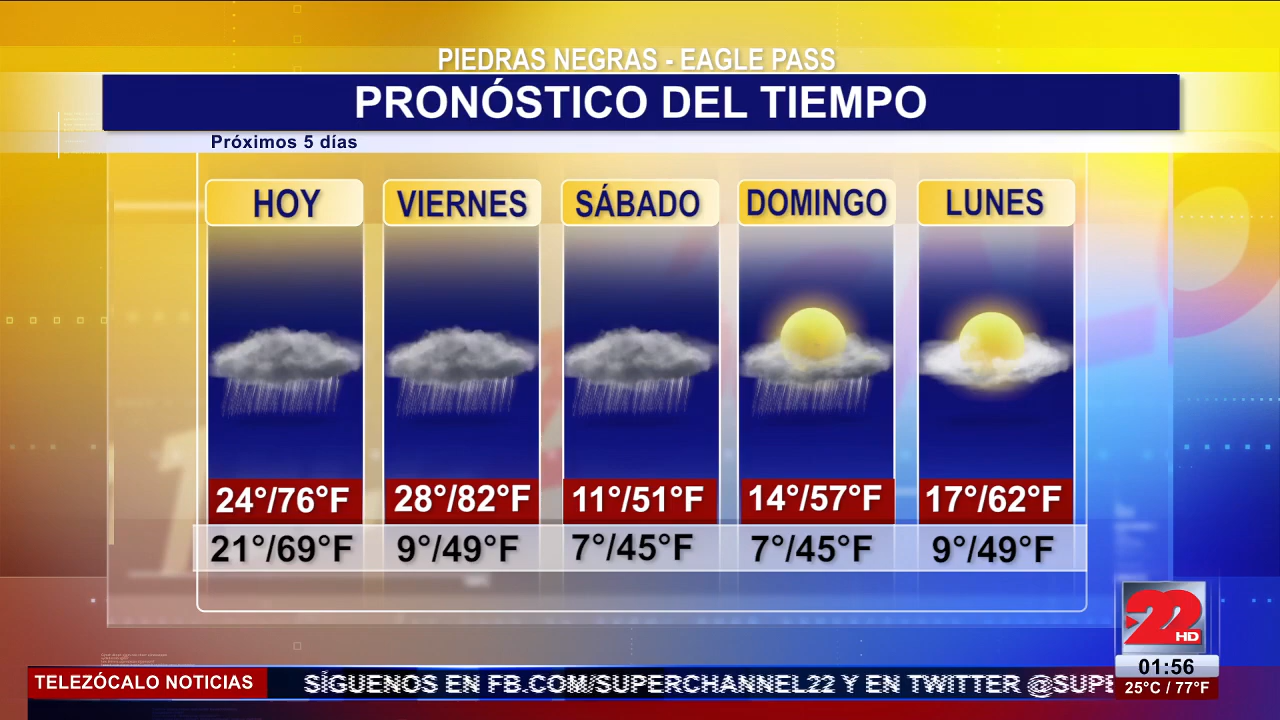 PIEDRAS NEGRAS - EAGLE PASS
PRONÓSTICO DEL TIEMPO
Próximos 5 días
HOY VIERNES SÁBADO DOMINGO LUNES
24°/76°F 28°/82°F 11°/51°F 14°/57°F 17°/62°F
21°/69°F 9°/49°F 7°/45°F 7°/45°F 9°/49°F
22 HD
01:56
25°C / 77°F
TELEZÓCALO NOTICIAS SÍGUENOS EN FB.COM/SUPERCHANNEL22 Y EN TWITTER @SUPE